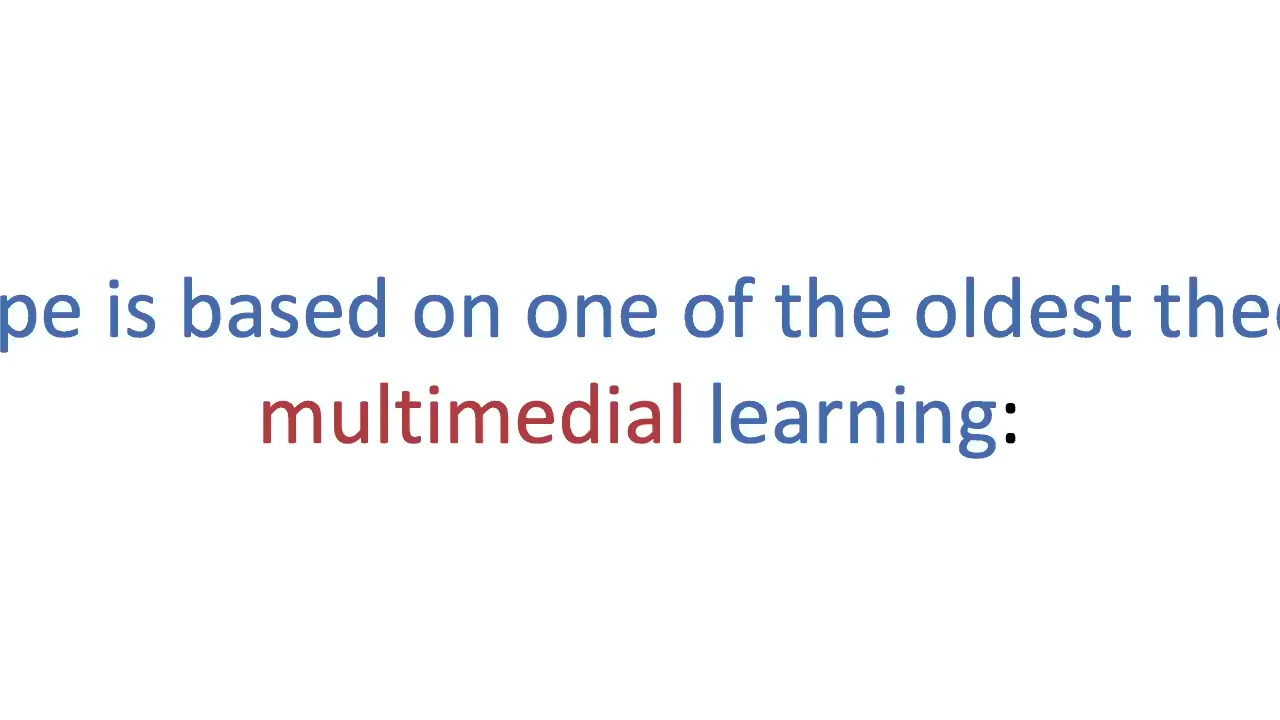 pe is based on one of the oldest the
multimedial learning: